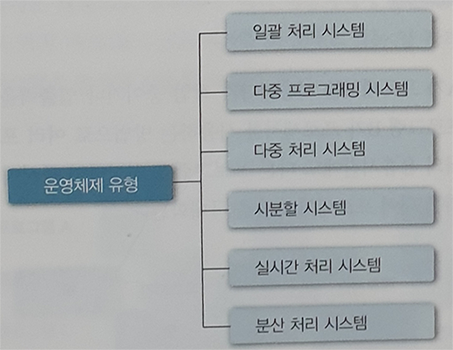 일괄 처리 시스템
다중 프로그래밍 시스템
다중 처리 시스템
운영체제 유형
시분할 시스템
실시간 처리 시스템
분산 처리 시스템